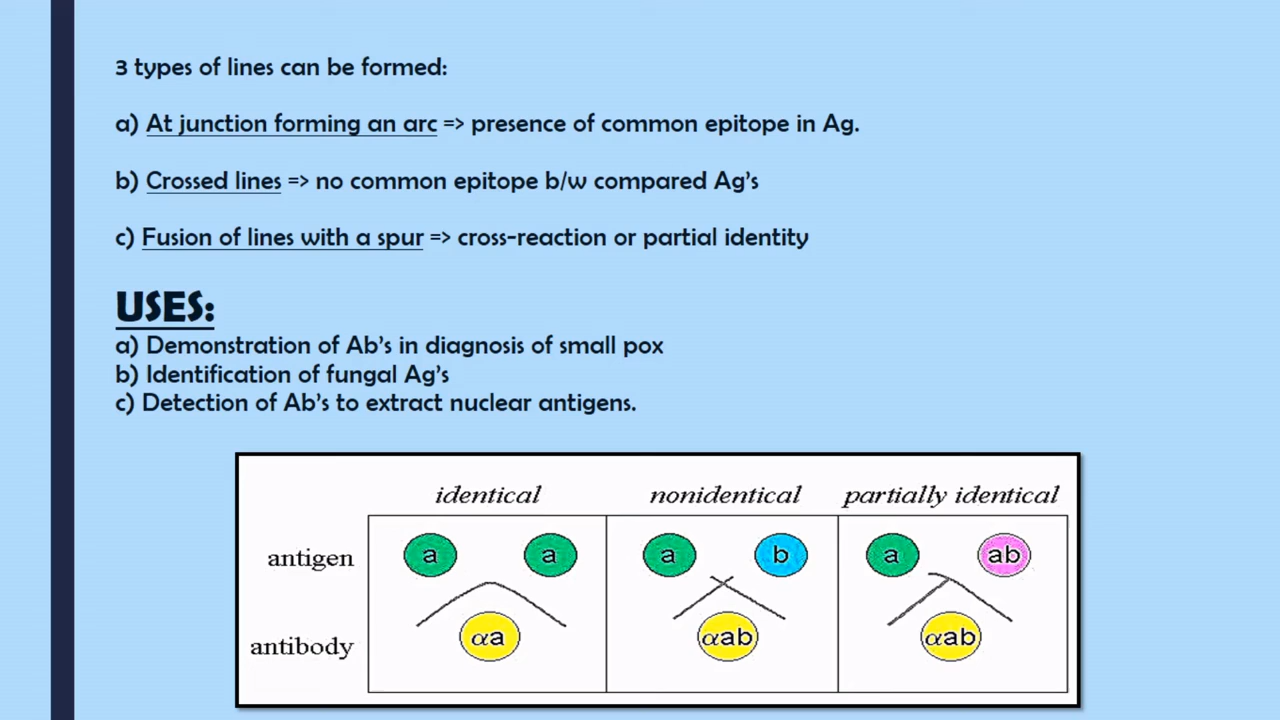 3 types of lines can be formed:
a) At junction forming an arc => presence of common epitope in Ag.
b) Crossed lines => no common epitope b/w compared Ag's
c) Fusion of lines with a spur => cross-reaction or partial identity
USES:
a) Demonstration of Ab's in diagnosis of small pox
b) Identification of fungal Ag's
c) Detection of Ab's to extract nuclear antigens.
identical nonidentical partially identical
antigen a a a b a ab
antibody αa αab αab